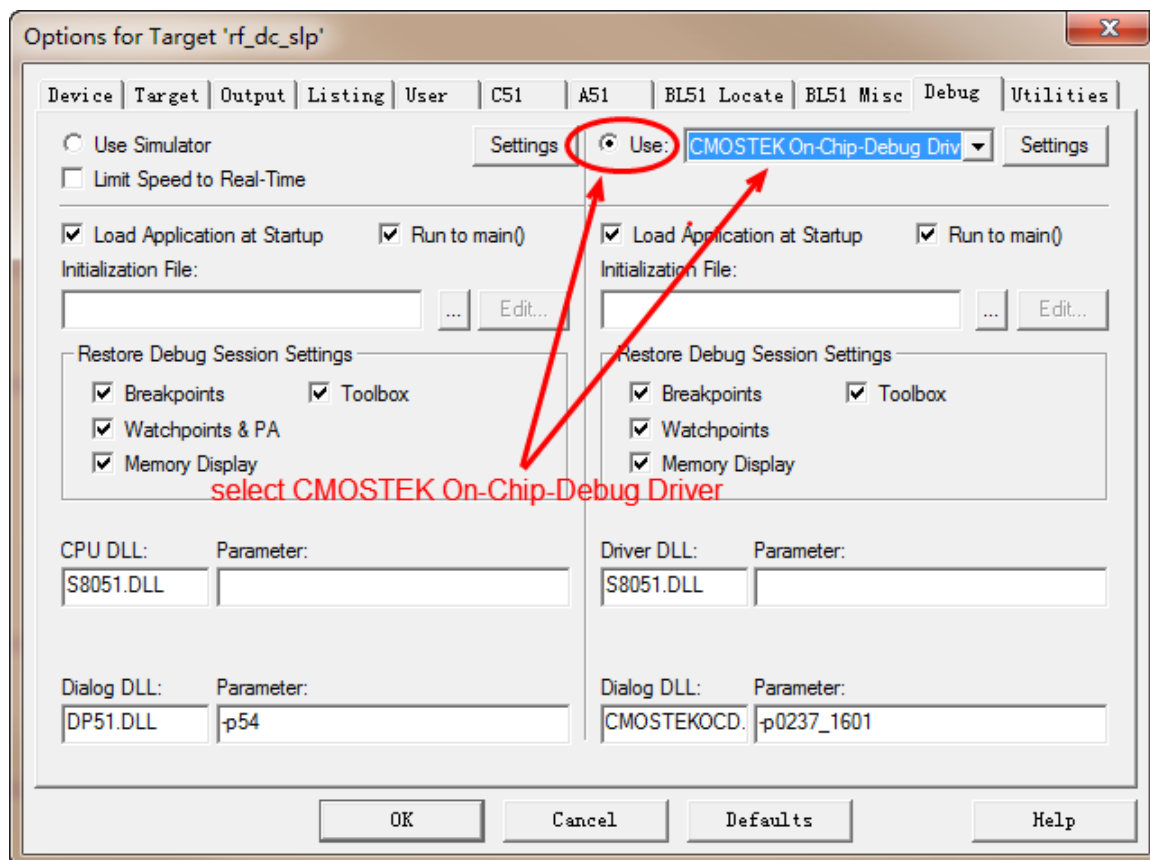 Options for Target 'rf_dc_slp'
Device Target Output Listing User C51 A51 BL51 Locate BL51 Misc Debug Utilities
Use Simulator Settings Use: CMOSTEK On-Chip-Debug Driv Settings
Limit Speed to Real-Time
Load Application at Startup Run to main() Load Application at Startup Run to main()
Initialization File: Initialization File:
... Edit... ... Edit...
Restore Debug Session Settings Restore Debug Session Settings
Breakpoints Toolbox Breakpoints Toolbox
Watchpoints & PA Watchpoints
Memory Display Memory Display
select CMOSTEK On-Chip-Debug Driver
CPU DLL: Parameter: Driver DLL: Parameter:
S8051.DLL S8051.DLL
Dialog DLL: Parameter: Dialog DLL: Parameter:
DP51.DLL -p54 CMOSTEKOCD. -p0237_1601
OK Cancel Defaults Help